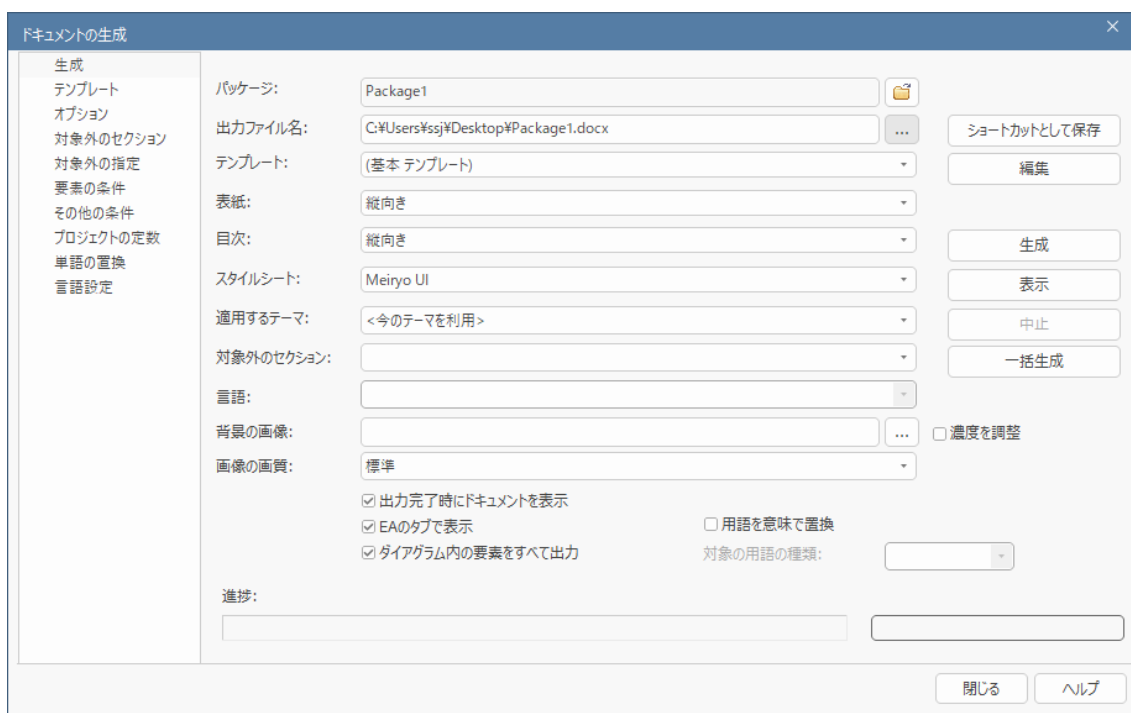 ドキュメントの生成
生成
テンプレート
オプション
対象外のセクション
対象外の指定
要素の条件
その他の条件
プロジェクトの定数
単語の置換
言語設定
パッケージ: Package1
出力ファイル名: C:¥Users¥ssj¥Desktop¥Package1.docx ... ショートカットとして保存
テンプレート: (基本 テンプレート) 編集
表紙: 縦向き
目次: 縦向き 生成
スタイルシート: Meiryo UI 表示
適用するテーマ: <今のテーマを利用> 中止
対象外のセクション: 一括生成
言語:
背景の画像: ... 濃度を調整
画像の画質: 標準
出力完了時にドキュメントを表示
EAのタブで表示 用語を意味で置換
ダイアグラム内の要素をすべて出力 対象の用語の種類:
進捗:
閉じる ヘルプ